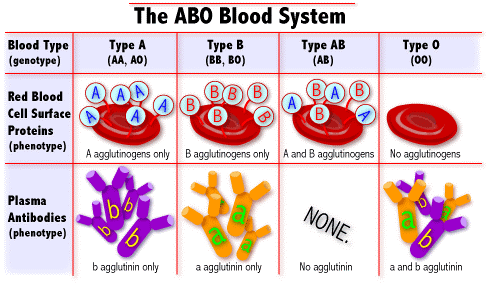 The ABO Blood System
Blood Type
(genotype)
Type A
(AA, AO)
Type B
(BB, BO)
Type AB
(AB)
Type O
(OO)
Red Blood
Cell Surface
Proteins
(phenotype)
A A A A A
A agglutinogens only
B B B B B
B agglutinogens only
A B A B A
A and B agglutinogens
No agglutinogens
Plasma
Antibodies
(phenotype)
b b b
b agglutinin only
a a a
a agglutinin only
NONE.
No agglutinin
a b a
a and b agglutinin